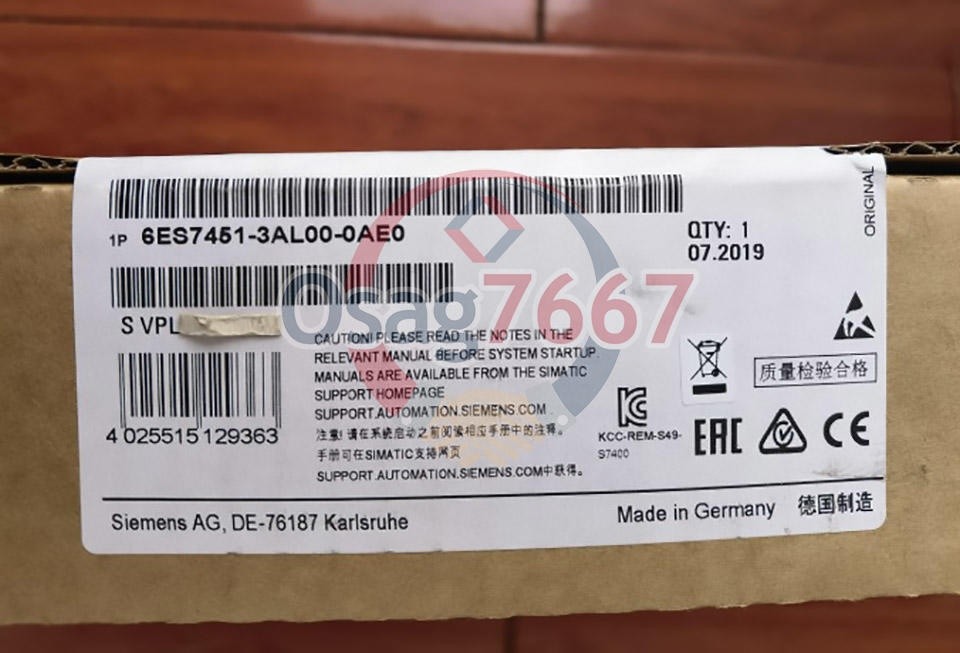 ORIGINAL
1P 6ES7451-3AL00-0AE0
QTY: 1
07.2019
S VPL
Osag7667
CAUTION! PLEASE READ THE NOTES IN THE
RELEVANT MANUAL BEFORE SYSTEM STARTUP.
MANUALS ARE AVAILABLE FROM THE SIMATIC
SUPPORT HOMEPAGE
SUPPORT.AUTOMATION.SIEMENS.COM
注意! 请在系统启动之前阅读相应手册中的注释。
手册可在SIMATIC支持网页
SUPPORT.AUTOMATION.SIEMENS.COM中获得。
4 025515 129363
质量检验合格
KCC-REM-S49-
S7400
EAC
CE
Siemens AG, DE-76187 Karlsruhe
Made in Germany 德国制造